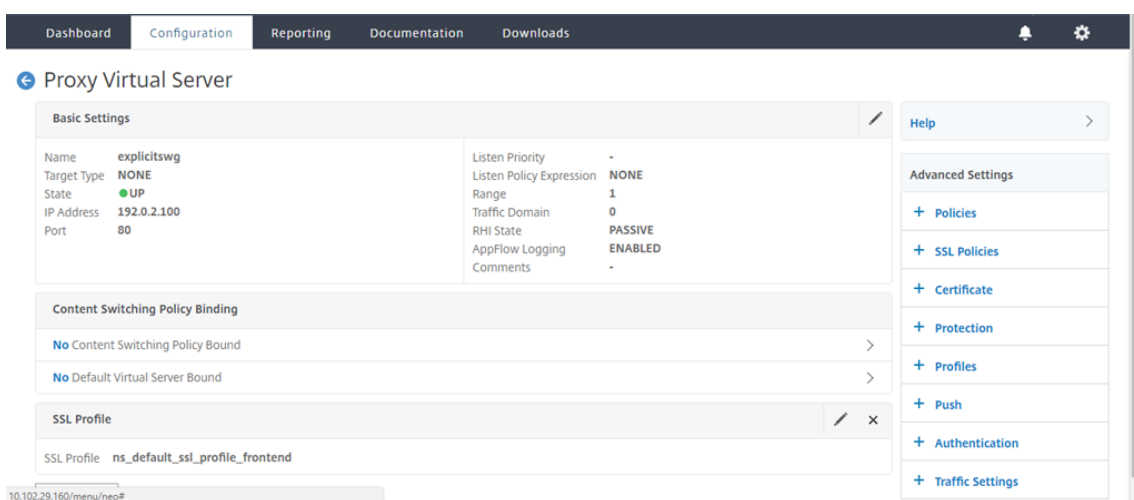 Dashboard Configuration Reporting Documentation Downloads
Proxy Virtual Server
Basic Settings
Name explicitswg
Target Type NONE
State UP
IP Address 192.0.2.100
Port 80
Listen Priority -
Listen Policy Expression NONE
Range 1
Traffic Domain 0
RHI State PASSIVE
AppFlow Logging ENABLED
Comments -
Content Switching Policy Binding
No Content Switching Policy Bound
No Default Virtual Server Bound
SSL Profile
SSL Profile ns_default_ssl_profile_frontend
Help
Advanced Settings
+ Policies
+ SSL Policies
+ Certificate
+ Protection
+ Profiles
+ Push
+ Authentication
+ Traffic Settings
10.102.29.160/menu/neo#